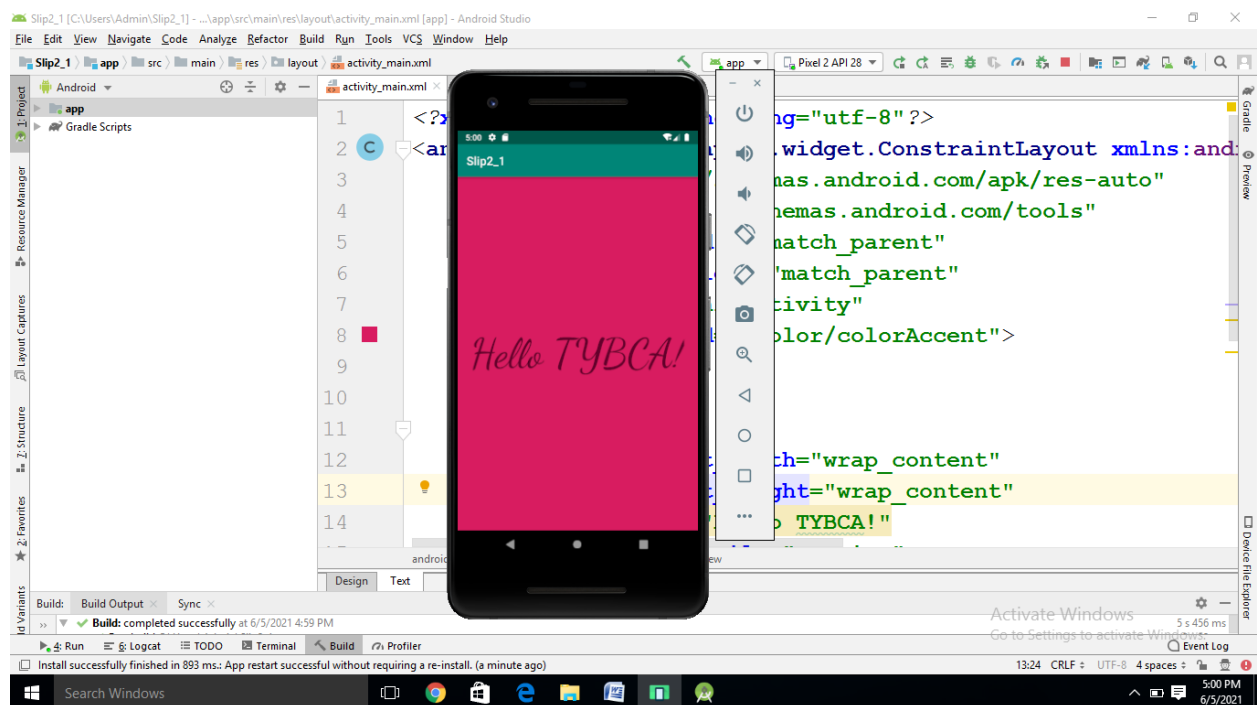 Slip2_1 [C:\Users\Admin\Slip2_1] - ...\app\src\main\res\layout\activity_main.xml [app] - Android Studio
File Edit View Navigate Code Analyze Refactor Build Run Tools VCS Window Help
Slip2_1 app src main res layout activity_main.xml app Pixel 2 API 28
1: Project
Resource Manager
Layout Captures
Z: Structure
2: Favorites
Variants
Android
app
Gradle Scripts
activity_main.xml
1 <? ng="utf-8"?>
2 C <an .widget.ConstraintLayout xmlns:and
3 mas.android.com/apk/res-auto"
4 hemas.android.com/tools"
5 match_parent"
6 "match_parent"
7 tivity"
8 olor/colorAccent">
9
10
11
12 th="wrap_content"
13 ght="wrap_content"
14 TYBCA!"
5:00
Slip2_1
Hello TYBCA!
Design Text
Gradle
Preview
Device File Explorer
Build: Build Output Sync
Build: completed successfully at 6/5/2021 4:59 PM 5 s 456 ms
Activate Windows
Go to Settings to activate Windows.
4: Run 6: Logcat TODO Terminal Build Profiler Event Log
Install successfully finished in 893 ms.: App restart successful without requiring a re-install. (a minute ago) 13:24 CRLF UTF-8 4 spaces
Search Windows
5:00 PM
6/5/2021